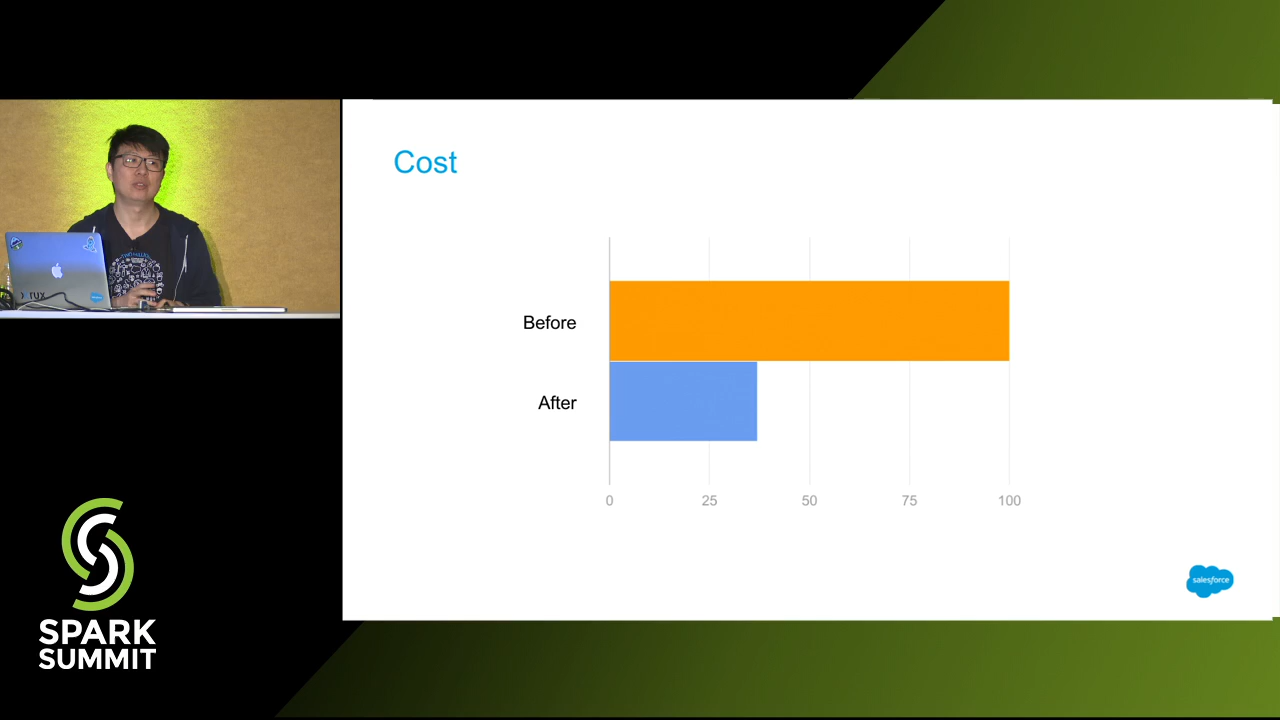 Cost
Before
After
0 25 50 75 100
salesforce
SPARK
SUMMIT